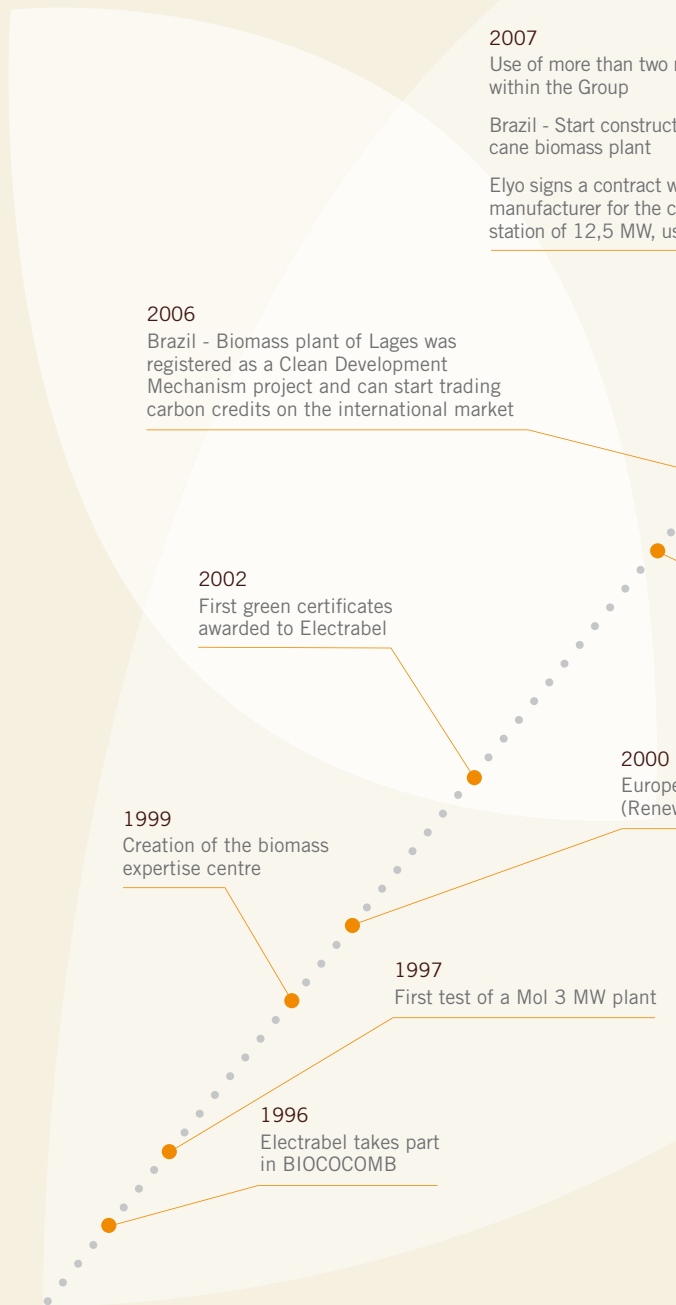 2007
Use of more than two
within the Group
Brazil - Start
cane biomass plant
Elyo signs a contract
manufacturer for the
station of 12,5 MW,
2006
Brazil - Biomass plant of Lages was
registered as a Clean Development
Mechanism project and can start trading
carbon credits on the international market
2002
First green certificates
awarded to Electrabel
2000
1999
Creation of the biomass
expertise centre
1997
First test of a Mol 3 MW plant
1996
Electrabel takes part
in BIOCOCOMB